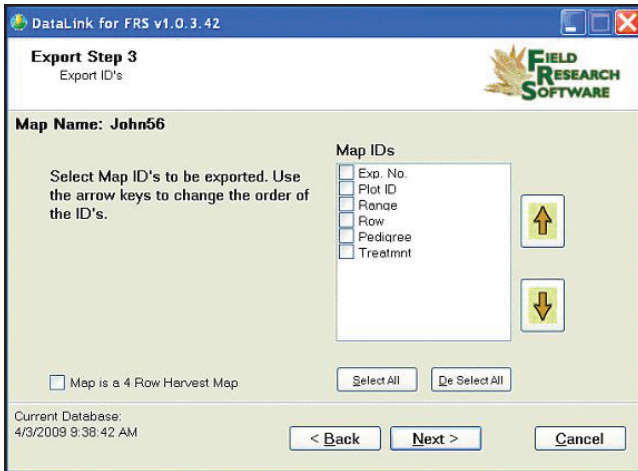 DataLink for FRS v1.0.3.42
Export Step 3
Export ID's
FIELD
RESEARCH
SOFTWARE
Map Name: John56
Map IDs
Select Map ID's to be exported. Use
the arrow keys to change the order of
the ID's.
Exp. No.
Plot ID
Range
Row
Pedigree
Treatmnt
Map is a 4 Row Harvest Map
Select All
De Select All
Current Database:
4/3/2009 9:38:42 AM
< Back
Next >
Cancel